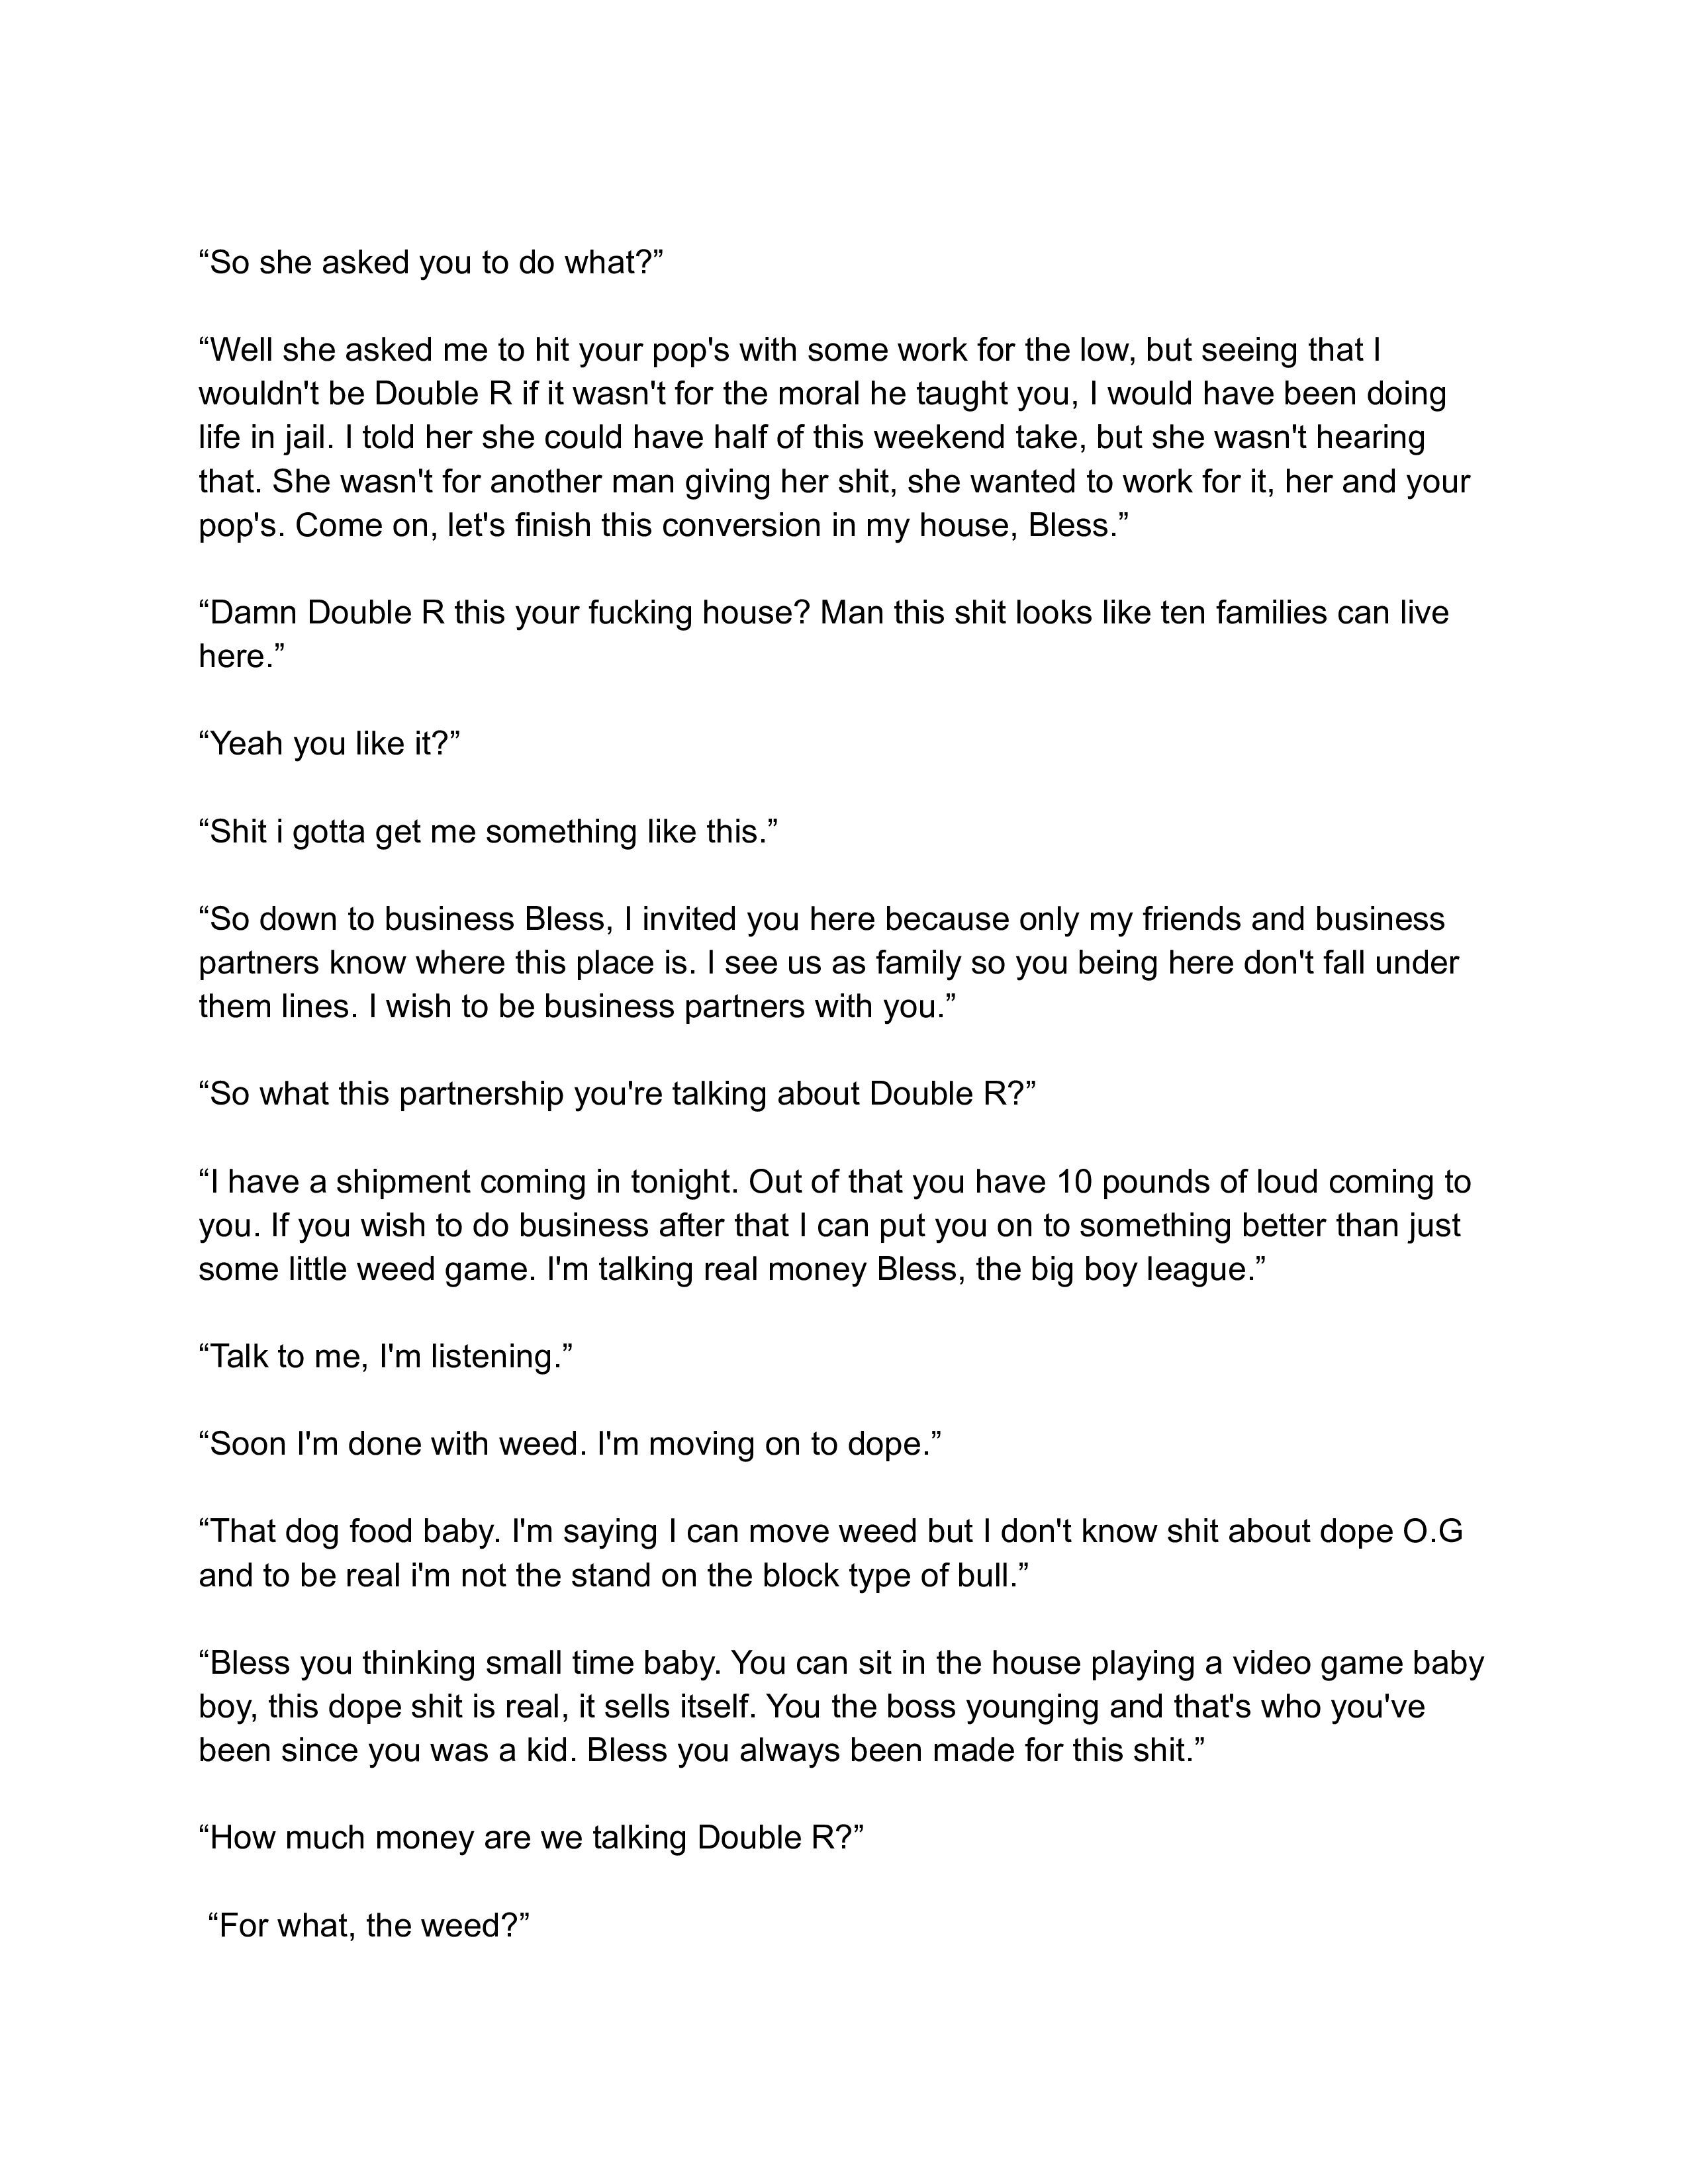 “So she asked you to do what?”
“Well she asked me to hit your pop's with some work for the low, but seeing that I
wouldn't be Double R if it wasn't for the moral he taught you, I would have been doing
life in jail. I told her she could have half of this weekend take, but she wasn't hearing
that. She wasn't for another man giving her shit, she wanted to work for it, her and your
pop's. Come on, let's finish this conversion in my house, Bless.”
“Damn Double R this your fucking house? Man this shit looks like ten families can live
here.”
“Yeah you like it?”
“Shit i gotta get me something like this.”
“So down to business Bless, I invited you here because only my friends and business
partners know where this place is. I see us as family so you being here don't fall under
them lines. I wish to be business partners with you.”
“So what this partnership you're talking about Double R?”
“I have a shipment coming in tonight. Out of that you have 10 pounds of loud coming to
you. If you wish to do business after that I can put you on to something better than just
some little weed game. I'm talking real money Bless, the big boy league.”
“Talk to me, I'm listening.”
“Soon I'm done with weed. I'm moving on to dope.”
“That dog food baby. I'm saying I can move weed but I don't know shit about dope O.G
and to be real i'm not the stand on the block type of bull.”
“Bless you thinking small time baby. You can sit in the house playing a video game baby
boy, this dope shit is real, it sells itself. You the boss younging and that's who you've
been since you was a kid. Bless you always been made for this shit.”
“How much money are we talking Double R?”
“For what, the weed?”